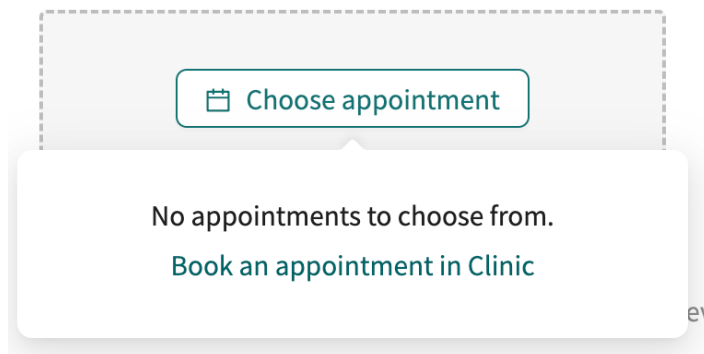 Choose appointment
No appointments to choose from.
Book an appointment in Clinic